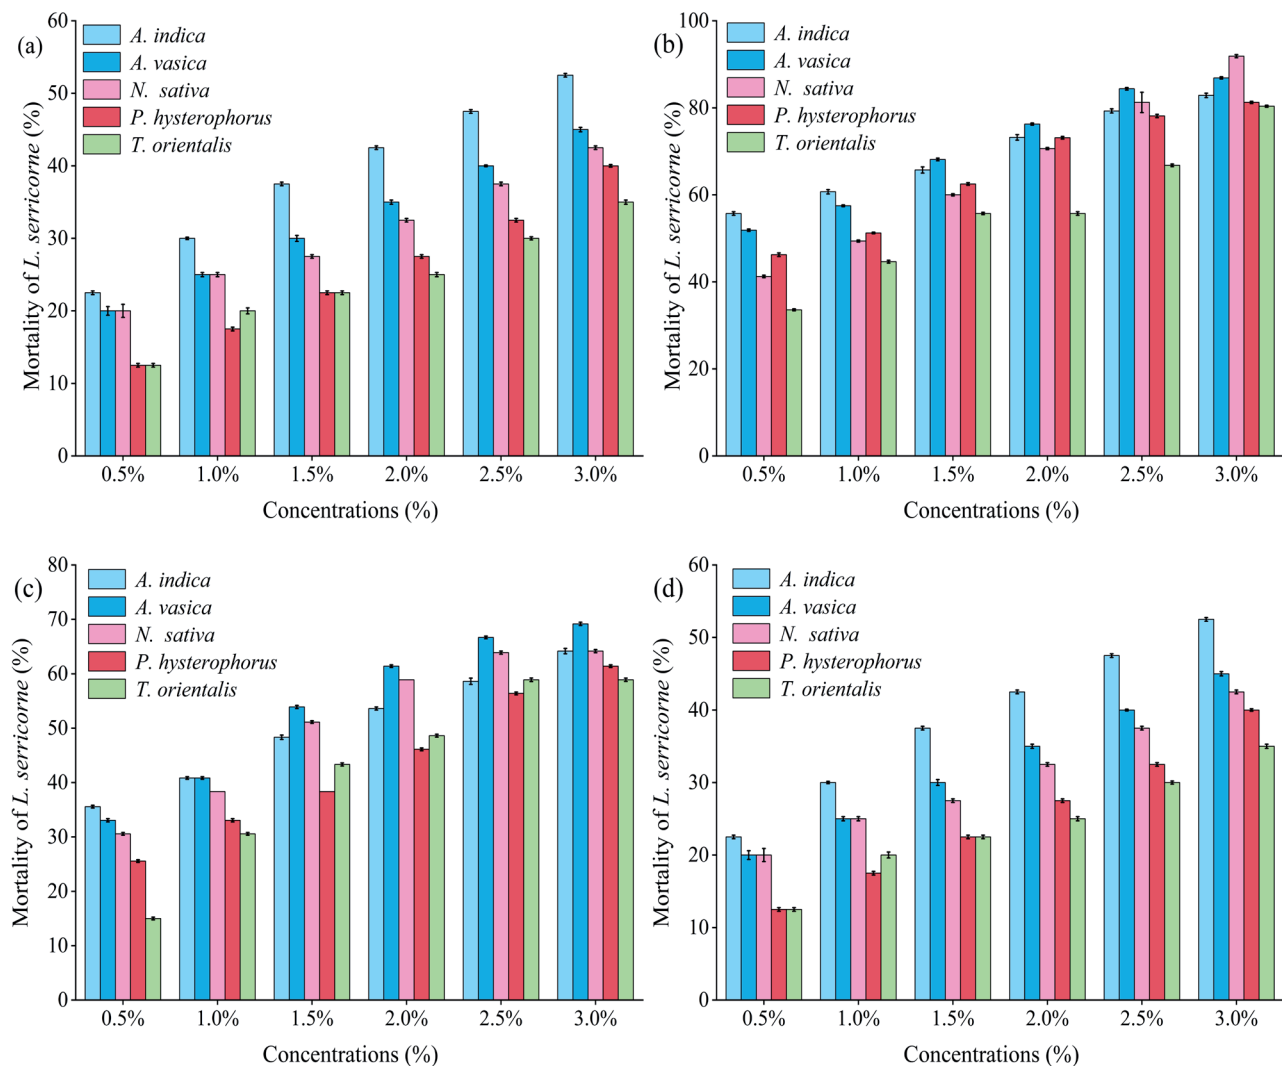 (a)
Mortality of L. serricorne (%)
60
50
40
30
20
10
0
A. indica
A. vasica
N. sativa
P. hysterophorus
T. orientalis
0.5% 1.0% 1.5% 2.0% 2.5% 3.0%
Concentrations (%)
(b)
Mortality of L. serricorne (%)
100
80
60
40
20
0
A. indica
A. vasica
N. sativa
P. hysterophorus
T. orientalis
0.5% 1.0% 1.5% 2.0% 2.5% 3.0%
Concentrations (%)
(c)
Mortality of L. serricorne (%)
80
70
60
50
40
30
20
10
0
A. indica
A. vasica
N. sativa
P. hysterophorus
T. orientalis
0.5% 1.0% 1.5% 2.0% 2.5% 3.0%
Concentrations (%)
(d)
Mortality of L. serricorne (%)
60
50
40
30
20
10
0
A. indica
A. vasica
N. sativa
P. hysterophorus
T. orientalis
0.5% 1.0% 1.5% 2.0% 2.5% 3.0%
Concentrations (%)